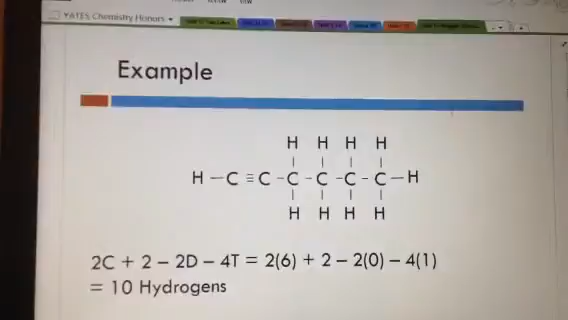 YATES Chemistry Honors
Example
H H H H
H-C≡C-C-C-C-C-H
H H H H
2C + 2 – 2D – 4T = 2(6) + 2 – 2(0) – 4(1)
= 10 Hydrogens